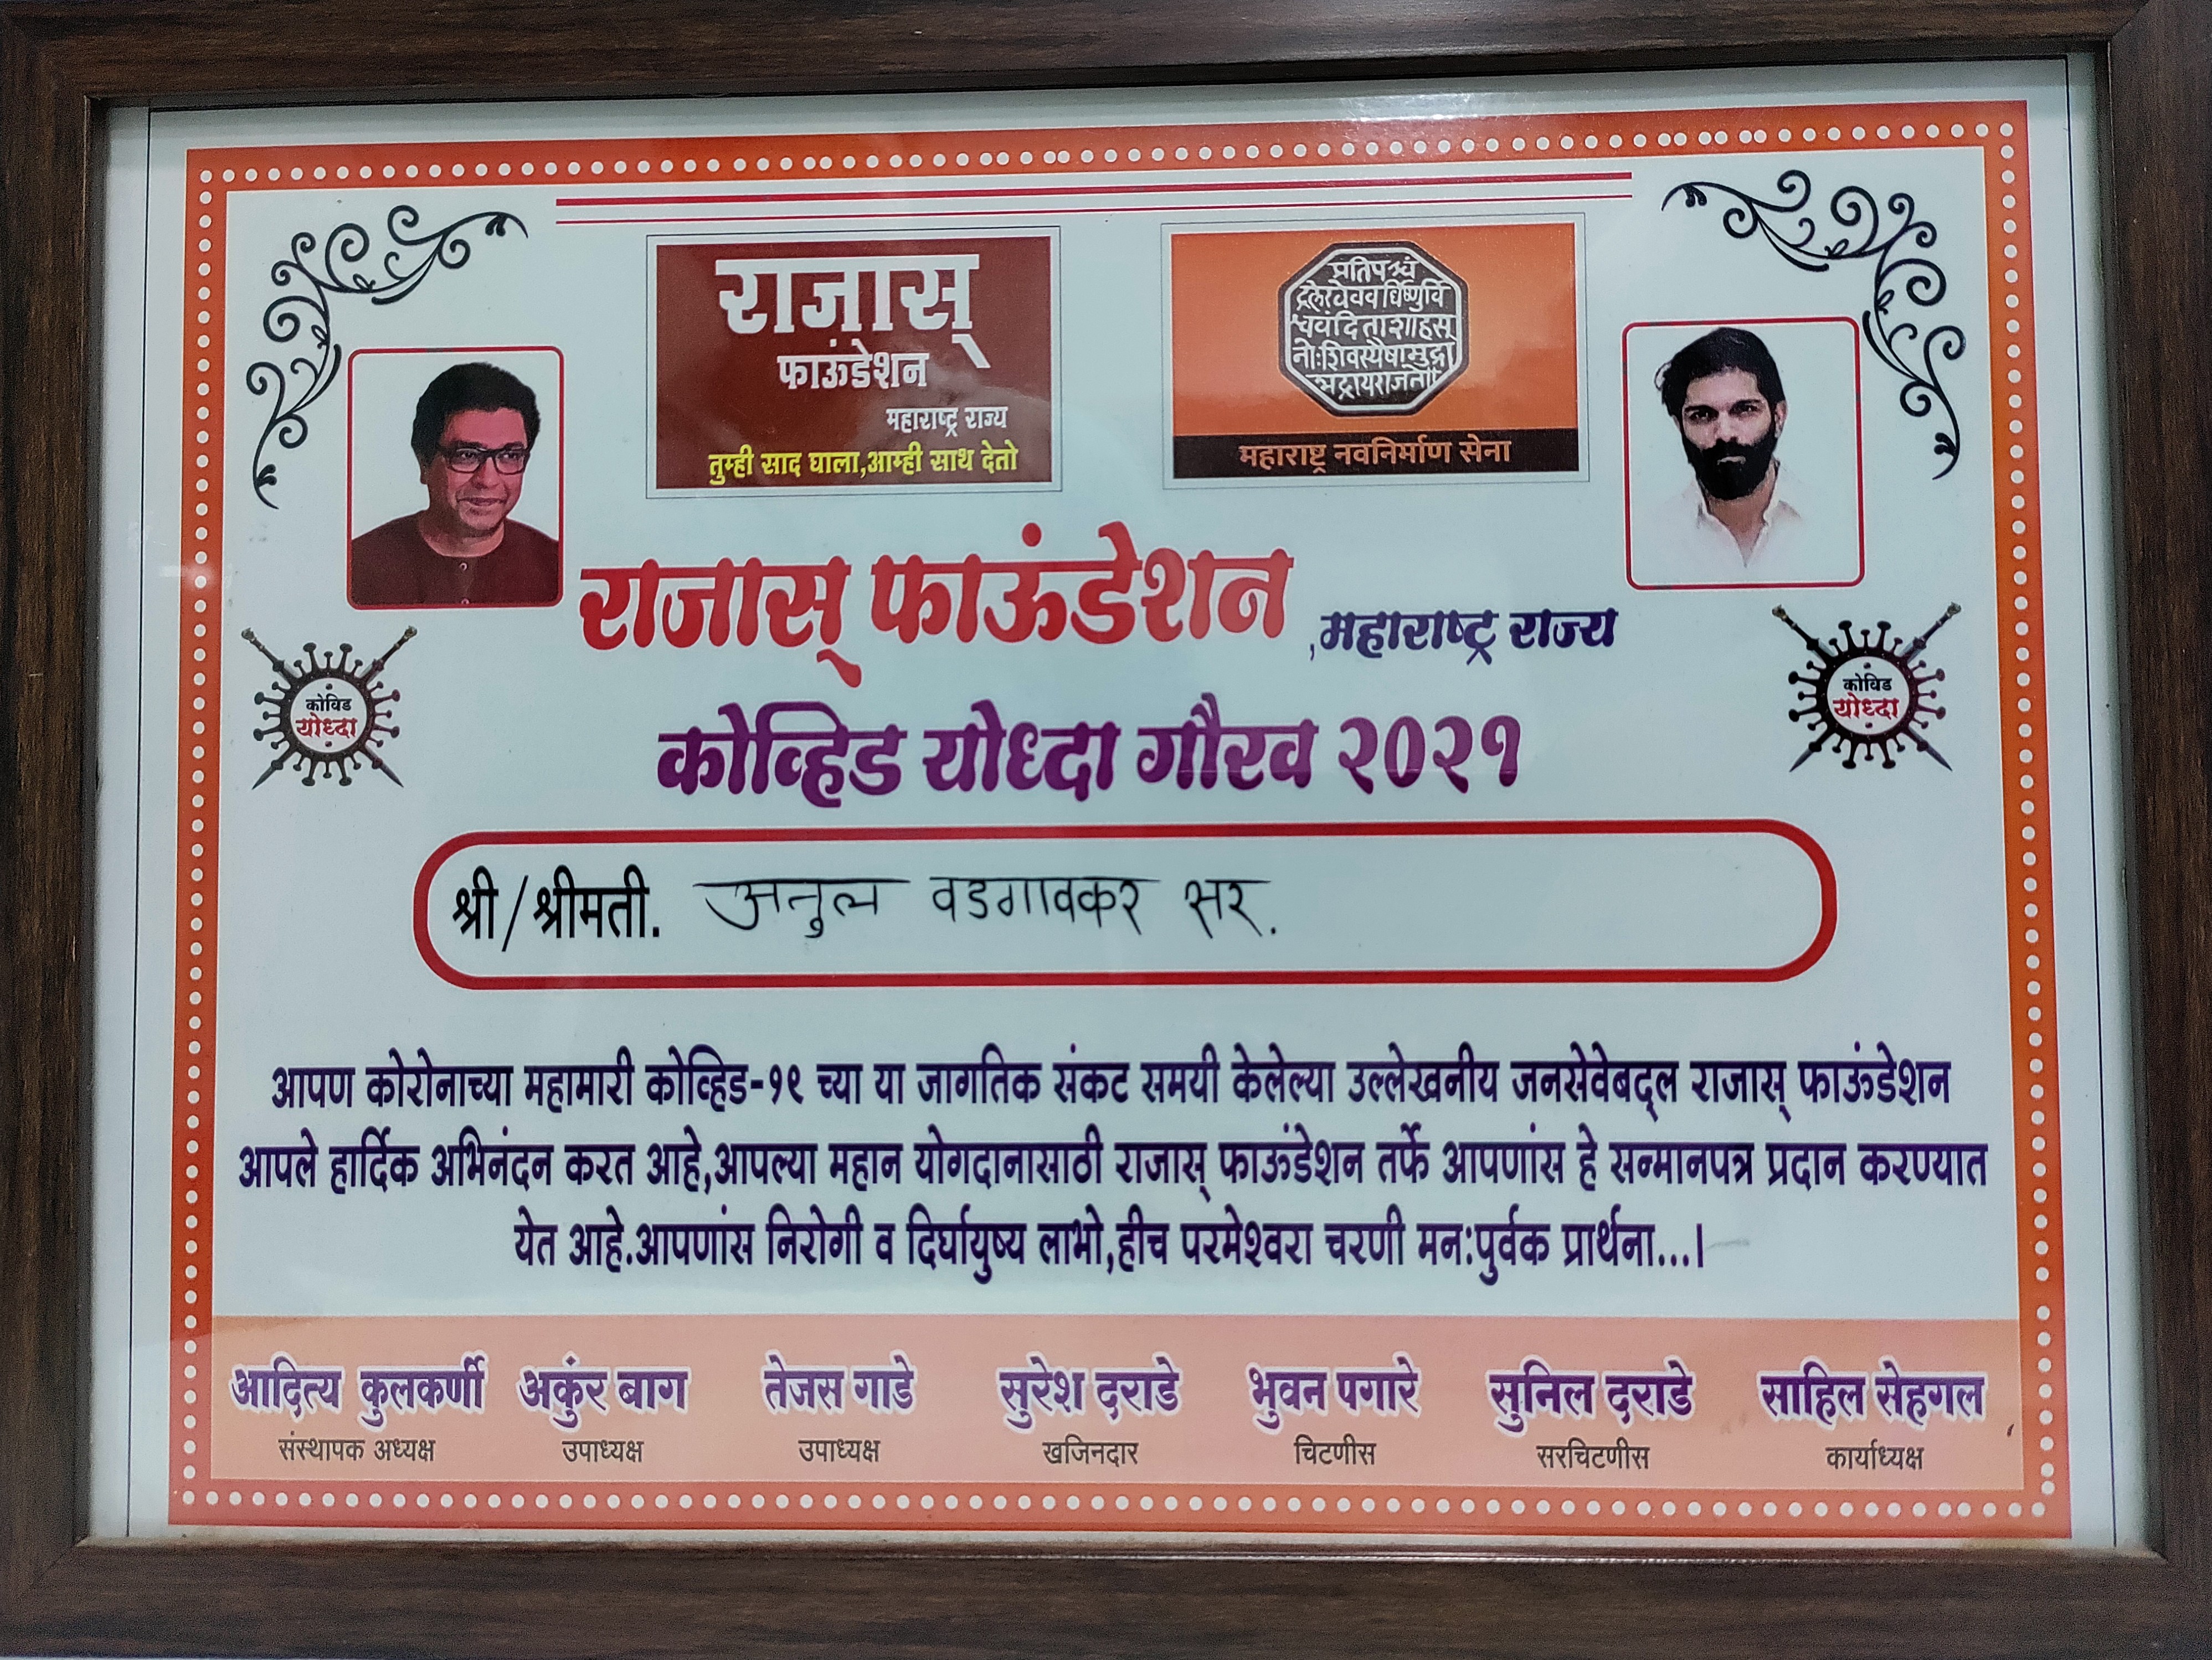 राजास्
फाऊंडेशन
महाराष्ट्र राज्य
तुम्ही साद घाला,आम्ही साथ देतो
प्रतिपश्चं
द्रलेखेवव र्धिष्णुर्वि
श्ववंदिताशाहसू
नोःशिवस्यैषामुद्रा
भद्रायराजते
महाराष्ट्र नवनिर्माण सेना
राजास् फाऊंडेशन ,महाराष्ट्र राज्य
कोविड योध्दा
कोविड योध्दा
कोव्हिड योध्दा गौरव २०२१
श्री/श्रीमती. अतुल वडगावकर सर.
आपण कोरोनाच्या महामारी कोव्हिड-१९ च्या या जागतिक संकट समयी केलेल्या उल्लेखनीय जनसेवेबद्ल राजास् फाऊंडेशन
आपले हार्दिक अभिनंदन करत आहे,आपल्या महान योगदानासाठी राजास् फाऊंडेशन तर्फे आपणांस हे सन्मानपत्र प्रदान करण्यात
येत आहे.आपणांस निरोगी व दिर्घायुष्य लाभो,हीच परमेश्वरा चरणी मन:पुर्वक प्रार्थना...।
आदित्य कुलकर्णी अकुंर बाग तेजस गाडे सुरेश दराडे भुवन पगारे सुनिल दराडे साहिल सेहगल
संस्थापक अध्यक्ष उपाध्यक्ष उपाध्यक्ष खजिनदार चिटणीस सरचिटणीस कार्याध्यक्ष